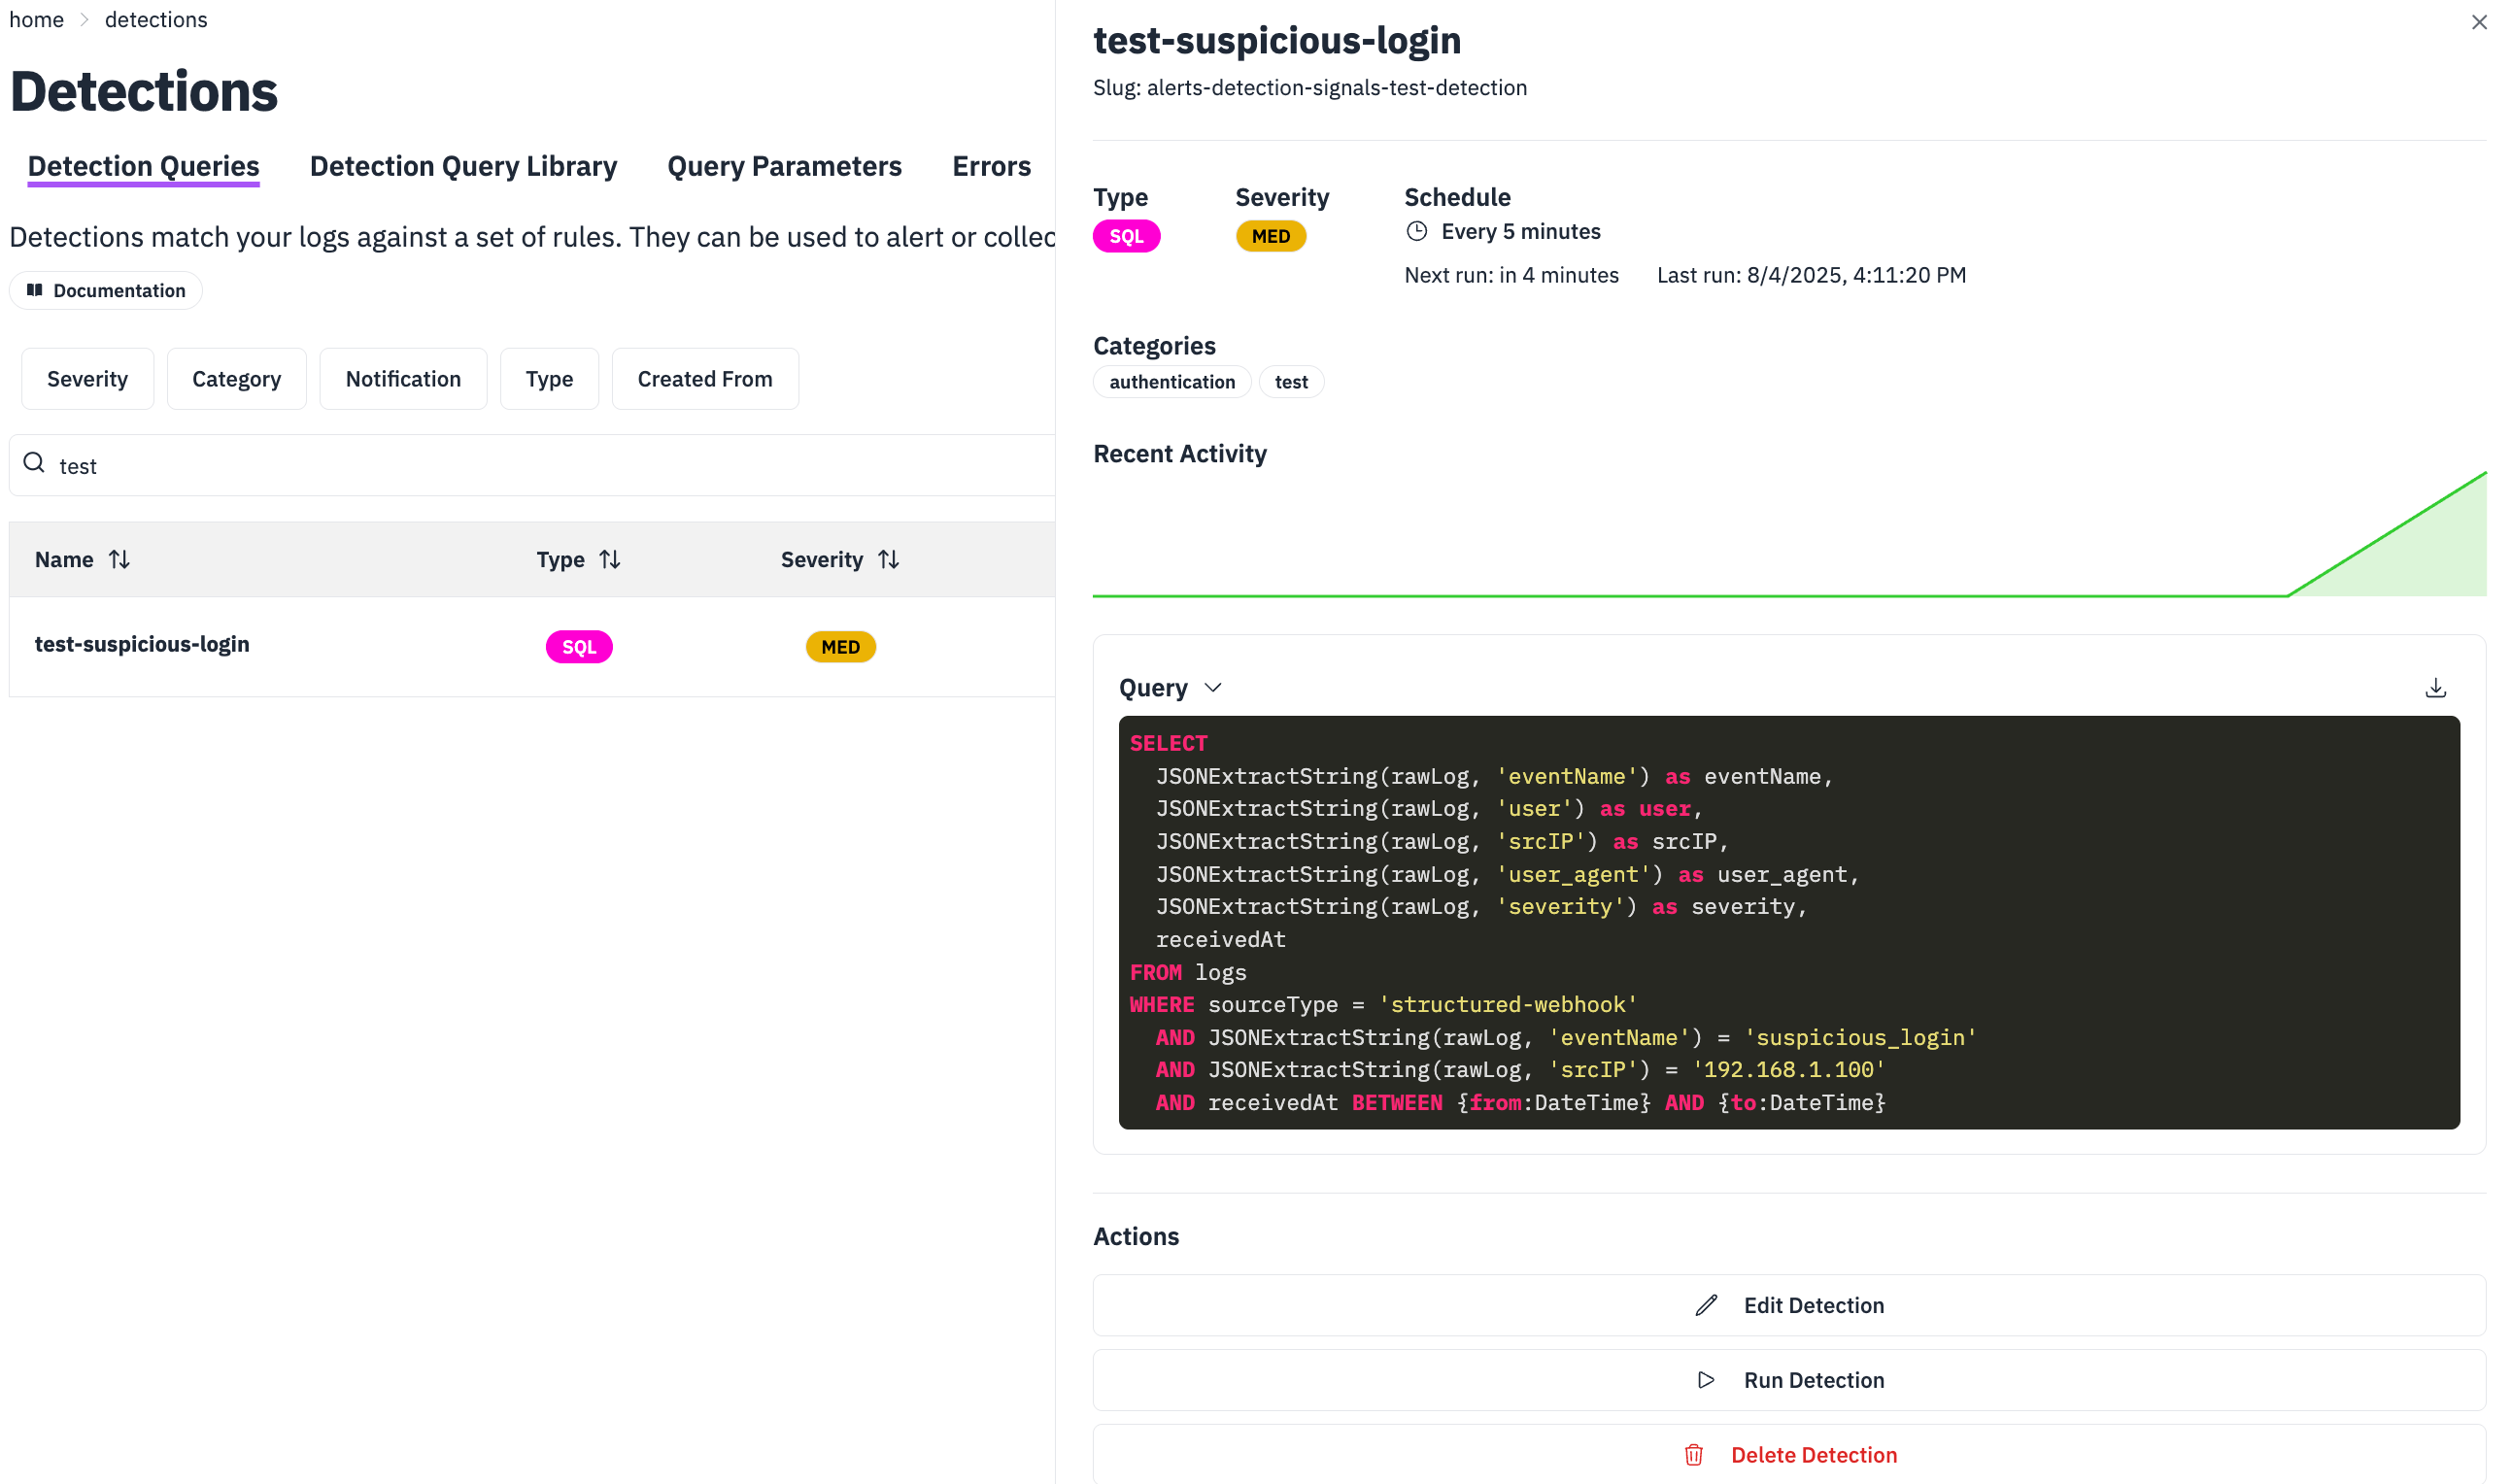 home > detections
Detections
Detection Queries Detection Query Library Query Parameters Errors
Detections match your logs against a set of rules. They can be used to alert or collec
Documentation
Severity Category Notification Type Created From
test
Name Type Severity
test-suspicious-login SQL MED
test-suspicious-login
Slug: alerts-detection-signals-test-detection
Type Severity Schedule
SQL MED Every 5 minutes
Next run: in 4 minutes Last run: 8/4/2025, 4:11:20 PM
Categories
authentication test
Recent Activity
Query
SELECT
  JSONExtractString(rawLog, 'eventName') as eventName,
  JSONExtractString(rawLog, 'user') as user,
  JSONExtractString(rawLog, 'srcIP') as srcIP,
  JSONExtractString(rawLog, 'user_agent') as user_agent,
  JSONExtractString(rawLog, 'severity') as severity,
  receivedAt
FROM logs
WHERE sourceType = 'structured-webhook'
  AND JSONExtractString(rawLog, 'eventName') = 'suspicious_login'
  AND JSONExtractString(rawLog, 'srcIP') = '192.168.1.100'
  AND receivedAt BETWEEN {from:DateTime} AND {to:DateTime}
Actions
Edit Detection
Run Detection
Delete Detection